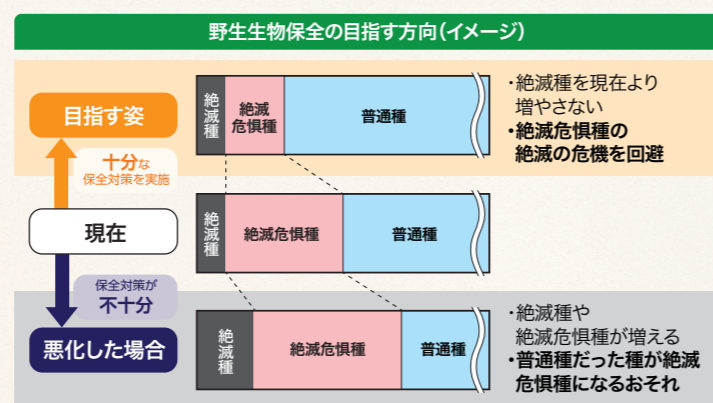 野生生物保全の目指す方向(イメージ)
目指す姿
絶滅種
絶滅
危惧種
普通種
・絶滅種を現在より
増やさない
・絶滅危惧種の
絶滅の危機を回避
十分な
保全対策を実施
現在
絶滅種
絶滅危惧種
普通種
保全対策が
不十分
悪化した場合
絶滅種
絶滅危惧種
普通種
・絶滅種や
絶滅危惧種が増える
・普通種だった種が絶滅
危惧種になるおそれ